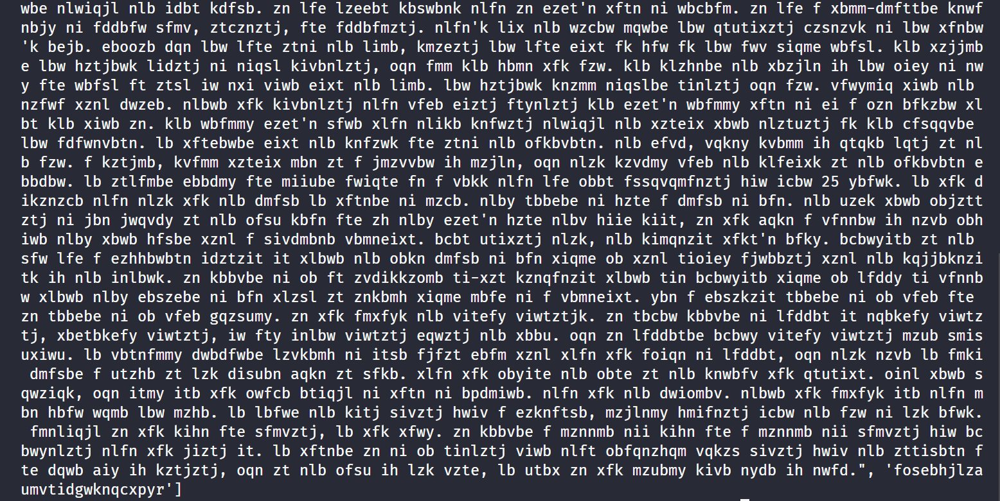 wbe nlwiqjl nlb idbt kdfsb. zn lfe lzeebt kbswbnk nlfn zn ezet'n xftn ni wbcbfm. zn lfe f xbmm-dmfttbe knwf
nbjy ni fddbfw sfmv, ztcznztj, fte fddbfmztj. nlfn'k lix nlb wzcbw mqwbe lbw qtutixztj czsnzvk ni lbw xfnbw
'k bejb. eboozb dqn lbw lfte ztni nlb limb, kmzeztj lbw lfte eixt fk hfw fk lbw fwv siqme wbfsl. klb xzjjmb
e lbw hztjbwk lidztj ni niqsl kivbnlztj, oqn fmm klb hbmn xfk fzw. klb klzhnbe nlb xbzjln ih lbw oiey ni nw
y fte wbfsl ft ztsl iw nxi viwb eixt nlb limb. lbw hztjbwk knzmm niqslbe tinlztj oqn fzw. vfwymiq xiwb nlb
nzfwf xznl dwzeb. nlbwb xfk kivbnlztj nlfn vfeb eiztj ftynlztj klb ezet'n wbfmmy xftn ni ei f ozn bfkzbw xl
bt klb xiwb zn. klb wbfmmy ezet'n sfwb xlfn nlikb knfwztj nlwiqjl nlb xzteix xbwb nlztuztj fk klb cfsqqvbe
lbw fdfwnvbtn. lb xftebwbe eixt nlb knfzwk fte ztni nlb ofkbvbtn. nlb efvd, vqkny kvbmm ih qtqkb lqtj zt nl
b fzw. f kztjmb, kvfmm xzteix mbn zt f jmzvvbw ih mzjln, oqn nlzk kzvdmy vfeb nlb klfeixk zt nlb ofkbvbtn e
bbdbw. lb ztlfmbe ebbdmy fte miiube fwiqte fn f vbkk nlfn lfe obbt fssqvqmfnztj hiw icbw 25 ybfwk. lb xfk d
ikznzcb nlfn nlzk xfk nlb dmfsb lb xftnbe ni mzcb. nlby tbbebe ni hzte f dmfsb ni bfn. nlb uzek xbwb objztt
ztj ni jbn jwqvdy zt nlb ofsu kbfn fte zh nlby ezet'n hzte nlbv hiie kiit, zn xfk aqkn f vfnnbw ih nzvb obh
iwb nlby xbwb hfsbe xznl f sivdmbnb vbmneixt. bcbt utixztj nlzk, nlb kimqnzit xfkt'n bfky. bcbwyitb zt nlb
sfw lfe f ezhhbwbtn idztzit it xlbwb nlb obkn dmfsb ni bfn xiqme ob xznl tioiey fjwbbztj xznl nlb kqjjbknzi
tk ih nlb inlbwk. zn kbbvbe ni ob ft zvdikkzomb ti-xzt kznqfnzit xlbwb tin bcbwyitb xiqme ob lfddy ti vfnnb
w xlbwb nlby ebszebe ni bfn xlzsl zt znkbmh xiqme mbfe ni f vbmneixt. ybn f ebszkzit tbbebe ni ob vfeb fte
zn tbbebe ni ob vfeb gqzsumy. zn xfk fmxfyk nlb vitefy viwtztjk. zn tbcbw kbbvbe ni lfddbt it nqbkefy viwtz
tj, xbetbkefy viwtztj, iw fty inlbw viwtztj eqwztj nlb xbbu. oqn zn lfddbtbe bcbwy vitefy viwtztj mzub smis
uxiwu. lb vbtnfmmy dwbdfwbe lzvkbmh ni itsb fjfzt ebfm xznl xlfn xfk foiqn ni lfddbt, oqn nlzk nzvb lb fmki
dmfsbe f utzhb zt lzk disubn aqkn zt sfkb. xlfn xfk obyite nlb obte zt nlb knwbfv xfk qtutixt. oinl xbwb s
qwziqk, oqn itmy itb xfk owfcb btiqjl ni xftn ni bpdmiwb. nlfn xfk nlb dwiombv. nlbwb xfk fmxfyk itb nlfn m
bn hbfw wqmb lbw mzhb. lb lbfwe nlb kitj sivztj hwiv f ezknftsb, mzjlnmy hmifnztj icbw nlb fzw ni lzk bfwk.
fmnliqjl zn xfk kihn fte sfmvztj, lb xfk xfwy. zn kbbvbe f mznnmb nii kihn fte f mznnmb nii sfmvztj hiw bc
bwynlztj nlfn xfk jiztj it. lb xftnbe zn ni ob tinlztj viwb nlft obfqnzhqm vqkzs sivztj hwiv nlb zttisbtn f
te dqwb aiy ih kztjztj, oqn zt nlb ofsu ih lzk vzte, lb utbx zn xfk mzubmy kivb nydb ih nwfd.", 'fosebhjlza
umvtidgwknqcxpyr']